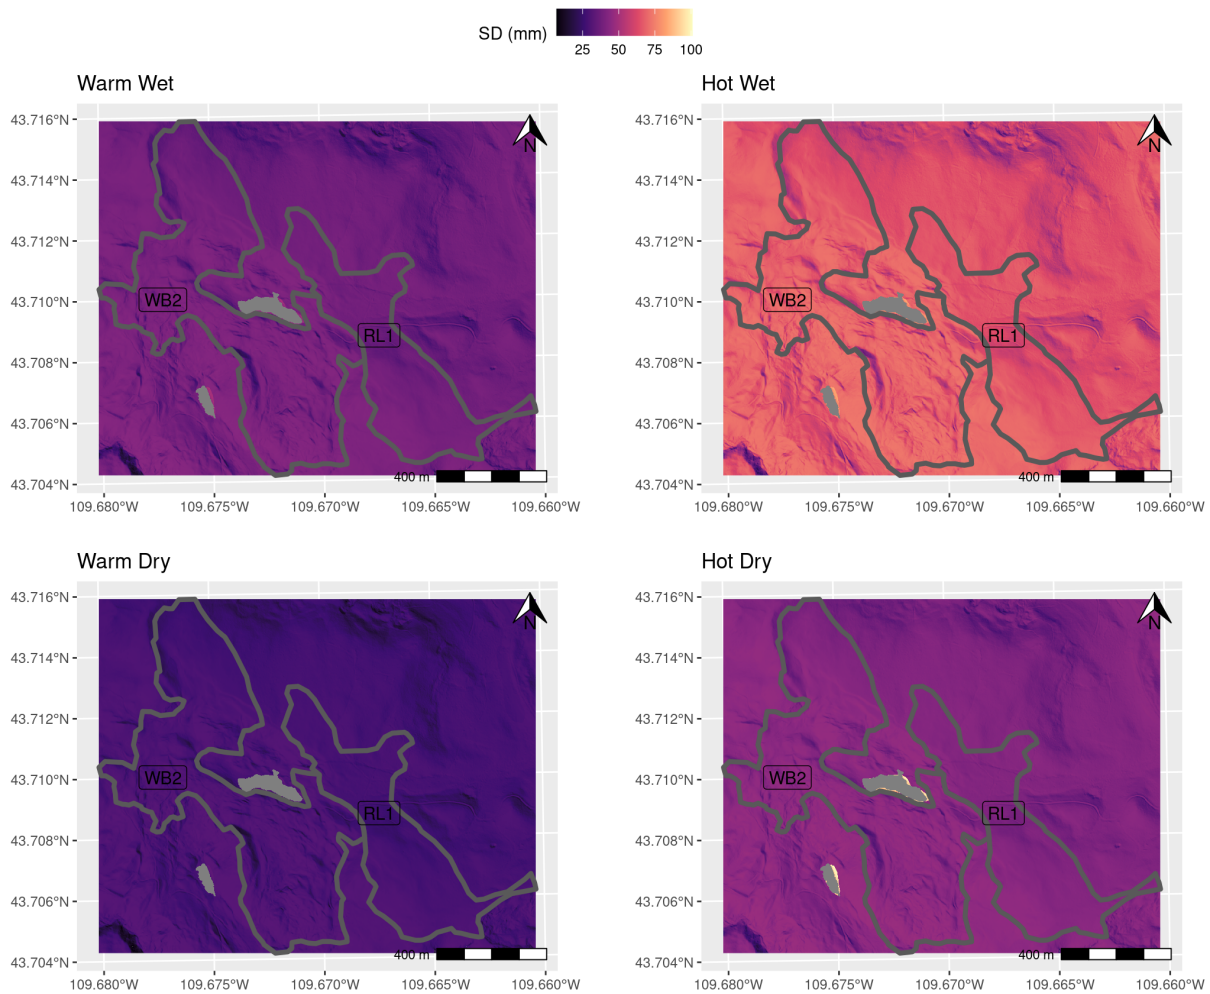 SD (mm)
25 50 75 100
Warm Wet
43.716°N
43.714°N
43.712°N
43.710°N
43.708°N
43.706°N
43.704°N
N
WB2
RL1
400 m
109.680°W 109.675°W 109.670°W 109.665°W 109.660°W
Hot Wet
43.716°N
43.714°N
43.712°N
43.710°N
43.708°N
43.706°N
43.704°N
N
WB2
RL1
400 m
109.680°W 109.675°W 109.670°W 109.665°W 109.660°W
Warm Dry
43.716°N
43.714°N
43.712°N
43.710°N
43.708°N
43.706°N
43.704°N
N
WB2
RL1
400 m
109.680°W 109.675°W 109.670°W 109.665°W 109.660°W
Hot Dry
43.716°N
43.714°N
43.712°N
43.710°N
43.708°N
43.706°N
43.704°N
N
WB2
RL1
400 m
109.680°W 109.675°W 109.670°W 109.665°W 109.660°W